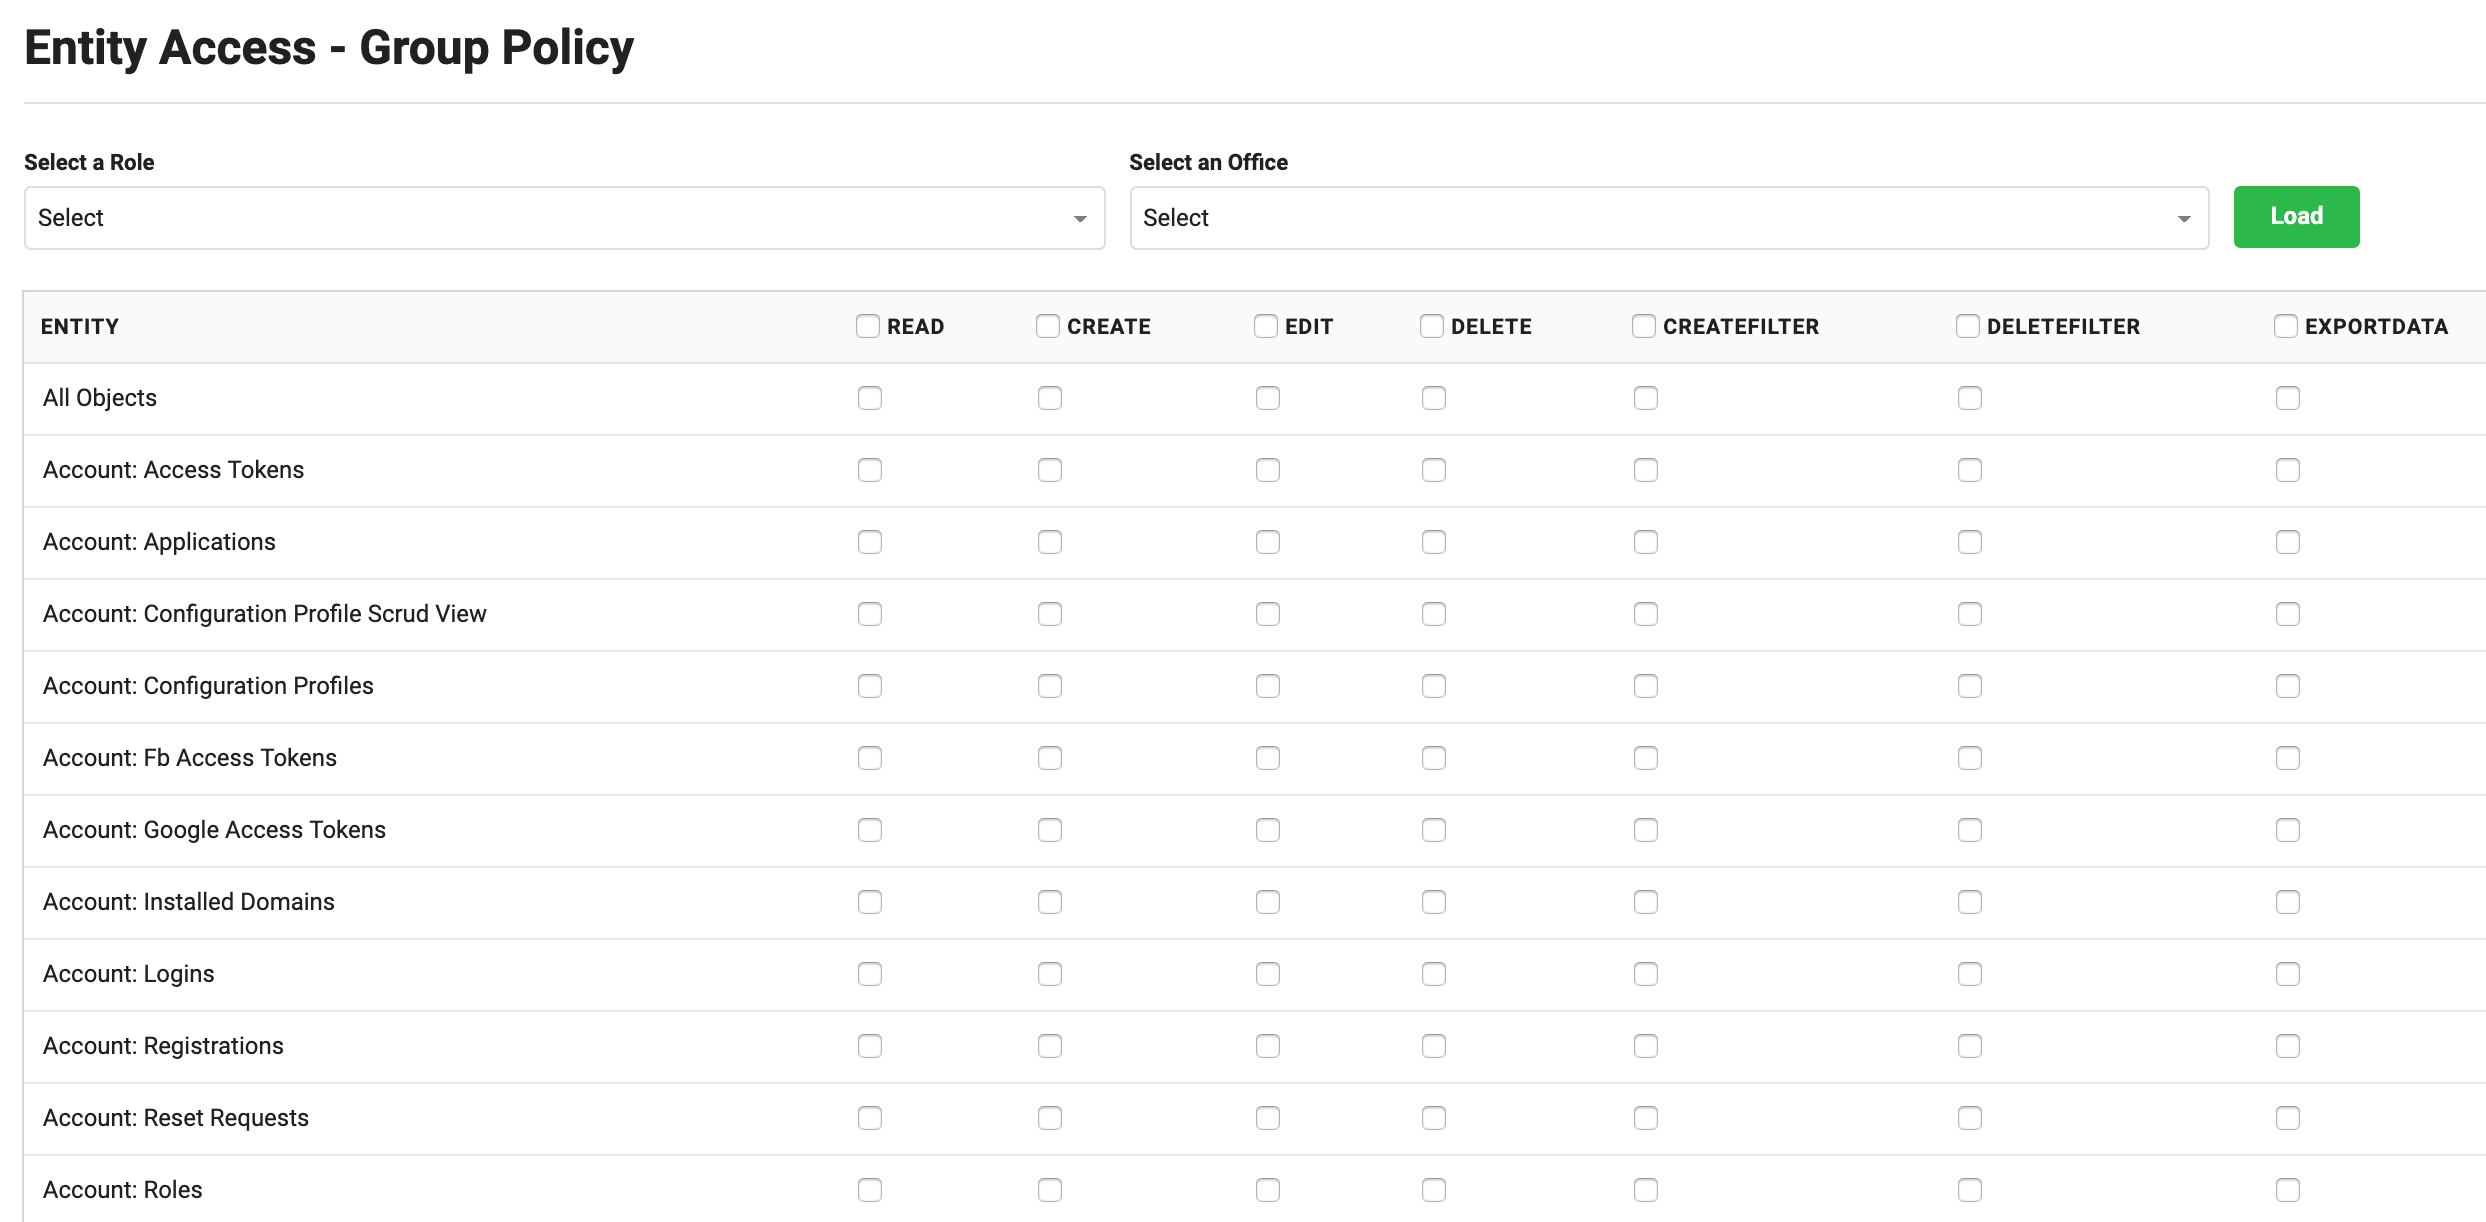 Entity Access - Group Policy
Select a Role
Select an Office
Select
Select
Load
ENTITY READ CREATE EDIT DELETE CREATEFILTER DELETEFILTER EXPORTDATA
All Objects
Account: Access Tokens
Account: Applications
Account: Configuration Profile Scrud View
Account: Configuration Profiles
Account: Fb Access Tokens
Account: Google Access Tokens
Account: Installed Domains
Account: Logins
Account: Registrations
Account: Reset Requests
Account: Roles